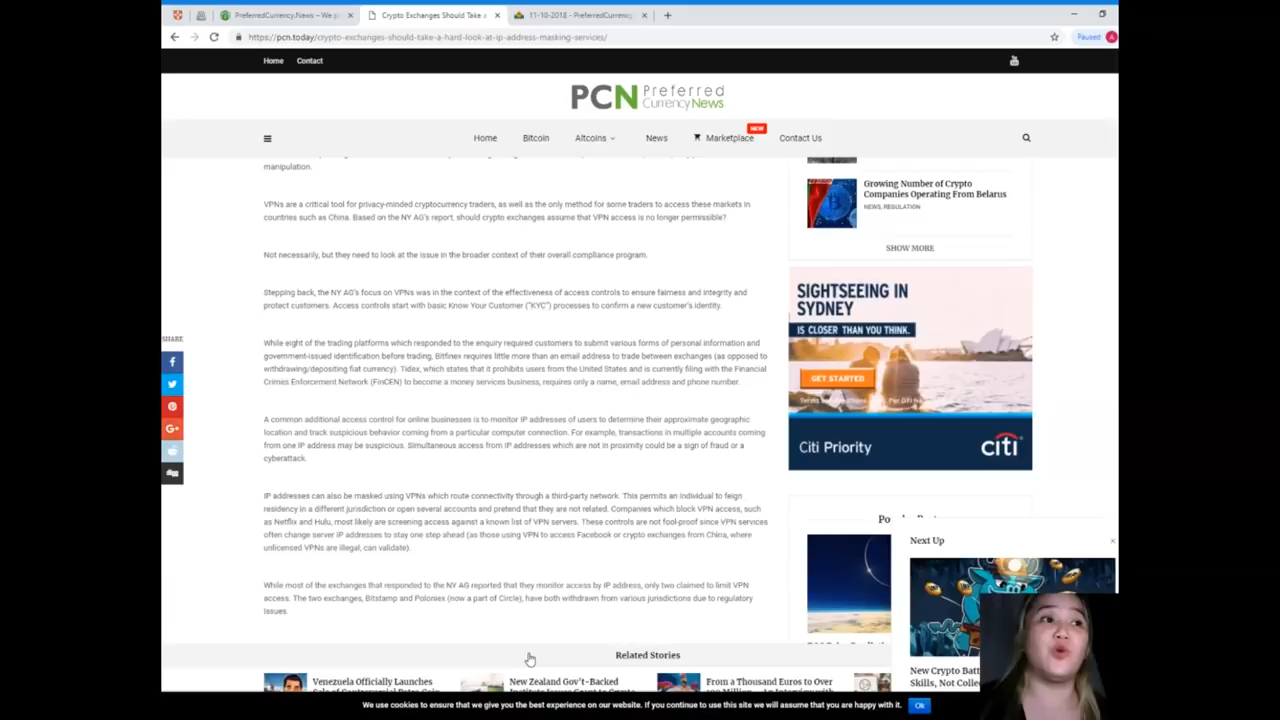 PreferredCurrency.News – We p
Crypto Exchanges Should Take a
11-10-2018 - PreferredCurrency
https://pcn.today/crypto-exchanges-should-take-a-hard-look-at-ip-address-masking-services/
Paused
A
Home Contact
PCN Preferred
Currency News
Home Bitcoin Altcoins News Marketplace NEW Contact Us
manipulation.
VPNs are a critical tool for privacy-minded cryptocurrency traders, as well as the only method for some traders to access these markets in
countries such as China. Based on the NY AG's report, should crypto exchanges assume that VPN access is no longer permissible?
Not necessarily, but they need to look at the issue in the broader context of their overall compliance program.
Stepping back, the NY AG's focus on VPNs was in the context of the effectiveness of access controls to ensure fairness and integrity and
protect customers. Access controls start with basic Know Your Customer ("KYC") processes to confirm a new customer's identity.
While eight of the trading platforms which responded to the enquiry required customers to submit various forms of personal information and
government-issued identification before trading, Bitfinex requires little more than an email address to trade between exchanges (as opposed to
withdrawing/depositing fiat currency). Tidex, which states that it prohibits users from the United States and is currently filing with the Financial
Crimes Enforcement Network (FinCEN) to become a money services business, requires only a name, email address and phone number.
A common additional access control for online businesses is to monitor IP addresses of users to determine their approximate geographic
location and track suspicious behavior coming from a particular computer connection. For example, transactions in multiple accounts coming
from one IP address may be suspicious. Simultaneous access from IP addresses which are not in proximity could be a sign of fraud or a
cyberattack.
IP addresses can also be masked using VPNs which route connectivity through a third-party network. This permits an individual to feign
residency in a different jurisdiction or open several accounts and pretend that they are not related. Companies which block VPN access, such
as Netflix and Hulu, most likely are screening access against a known list of VPN servers. These controls are not fool-proof since VPN services
often change server IP addresses to stay one step ahead (as those using VPN to access Facebook or crypto exchanges from China, where
unlicensed VPNs are illegal, can validate).
While most of the exchanges that responded to the NY AG reported that they monitor access by IP address, only two claimed to limit VPN
access. The two exchanges, Bitstamp and Poloniex (now a part of Circle), have both withdrawn from various jurisdictions due to regulatory
issues.
SHARE
Growing Number of Crypto
Companies Operating From Belarus
NEWS, REGULATION
SHOW MORE
SIGHTSEEING IN
SYDNEY
IS CLOSER THAN YOU THINK.
GET STARTED
Citi Priority
citi
Next Up
New Crypto Batt
Skills, Not Collec
Related Stories
Venezuela Officially Launches
New Zealand Gov't-Backed
From a Thousand Euros to Over
We use cookies to ensure that we give you the best experience on our website. If you continue to use this site we will assume that you are happy with it.
Ok